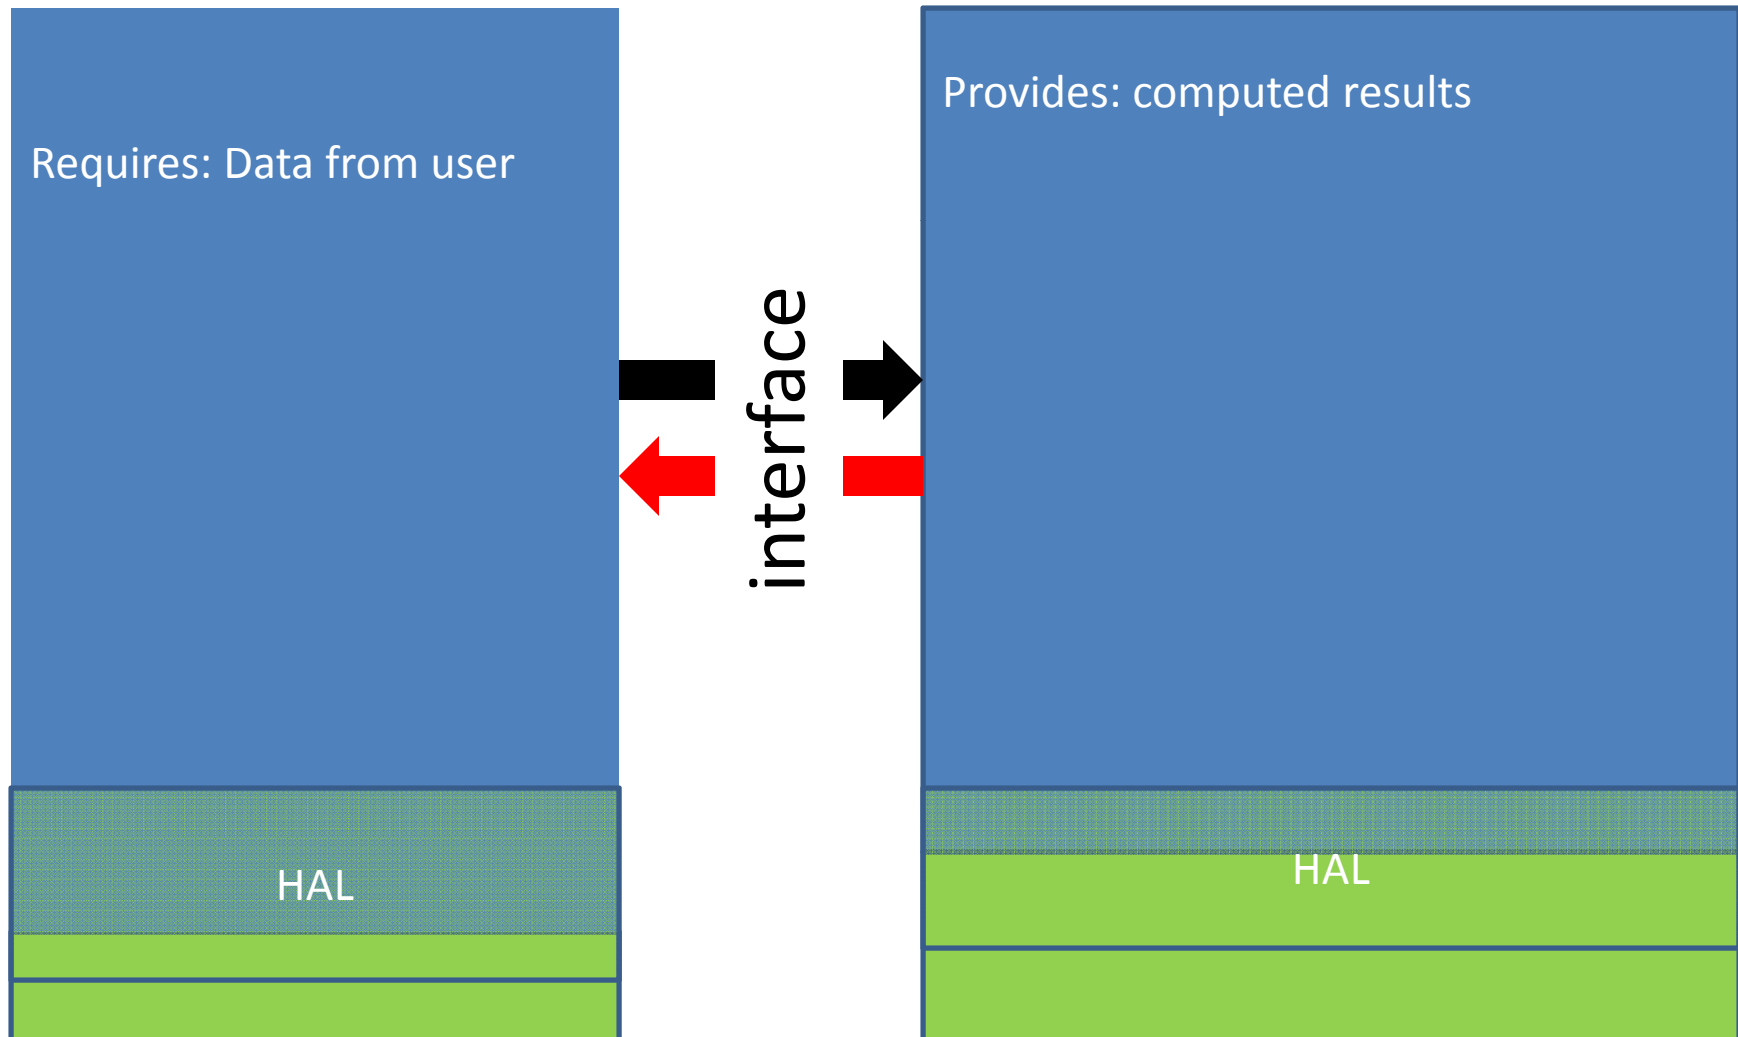 Requires: Data from user
Provides: computed results
interface
HAL
HAL